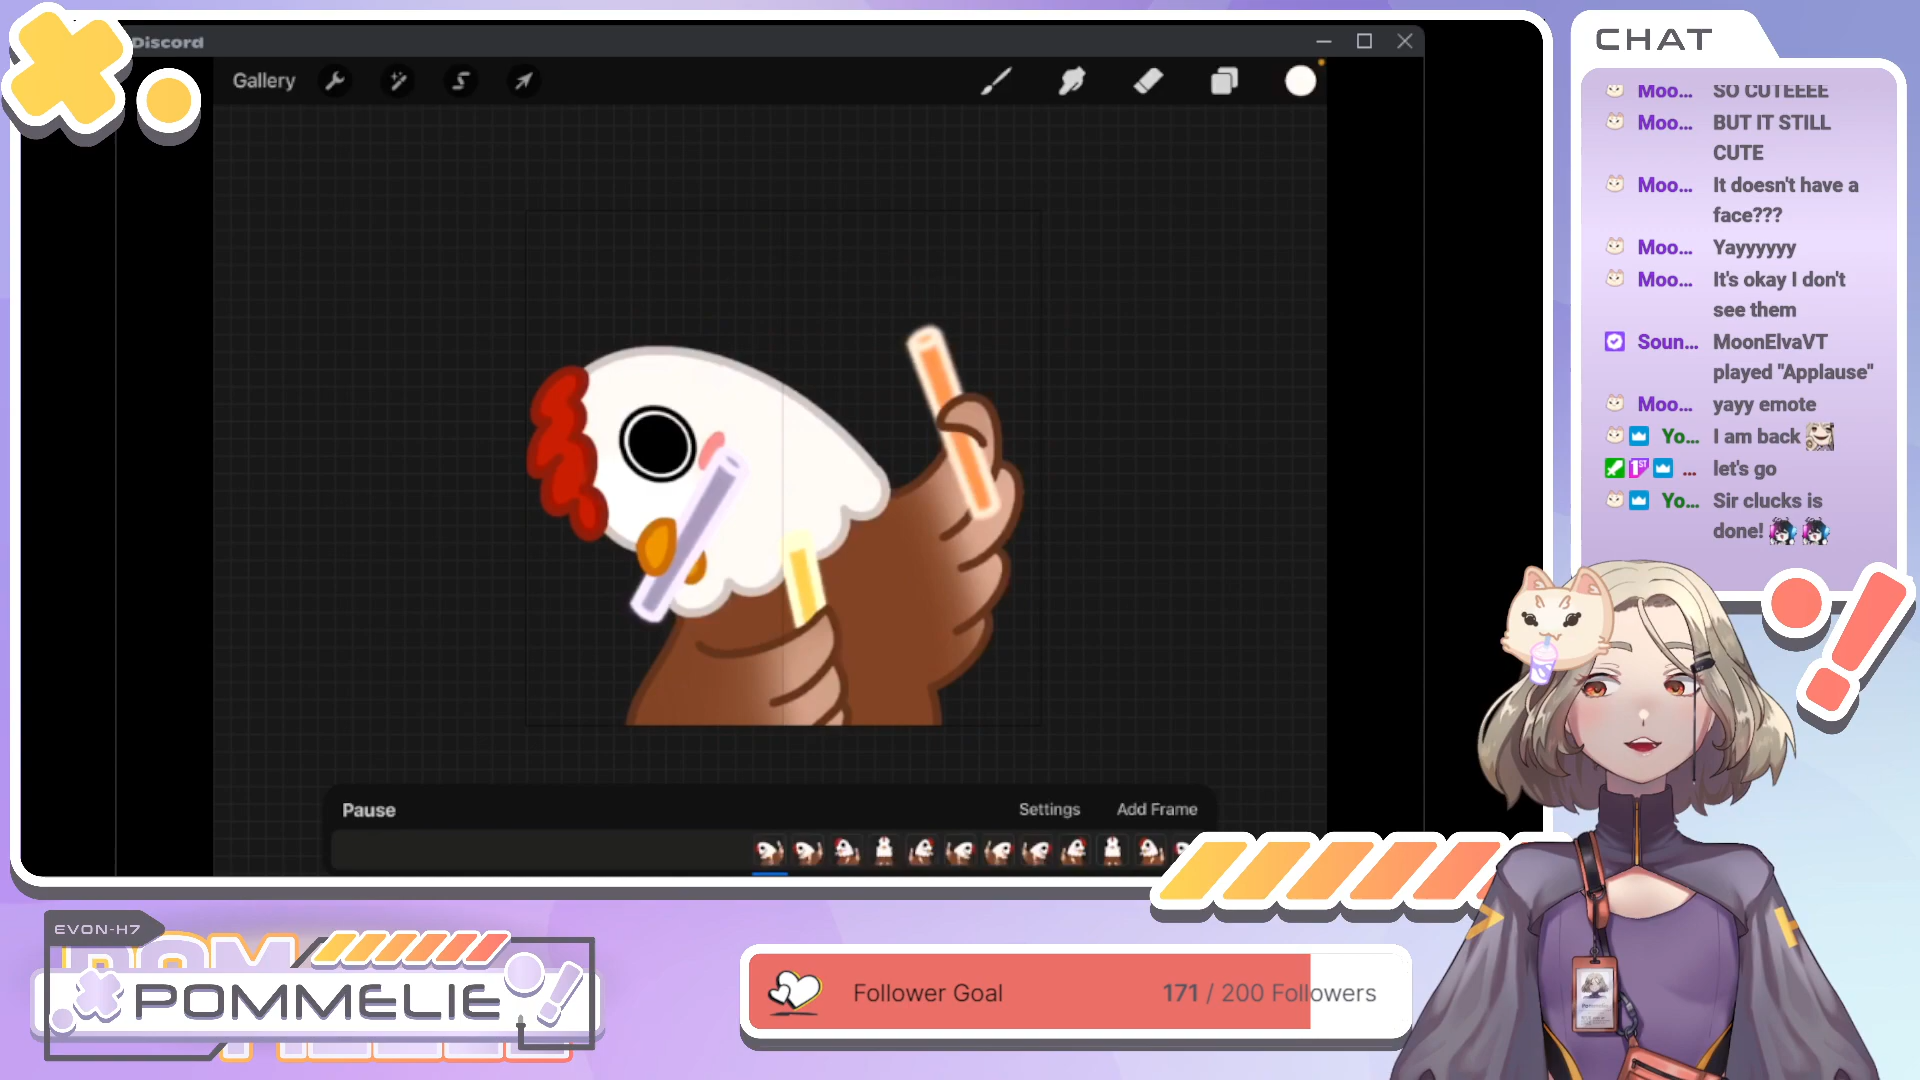 Discord
Gallery
Pause
Settings
Add Frame
CHAT
Moo... SO CUTEEEE
Moo... BUT IT STILL
CUTE
Moo... It doesn't have a
face???
Moo... Yayyyyyy
Moo... It's okay I don't
see them
Soun... MoonElvaVT
played "Applause"
Moo... yayy emote
Yo... I am back
1ST ... let's go
Yo... Sir clucks is
done!
EVON-H7
POMMELIE
Follower Goal
171 / 200 Followers